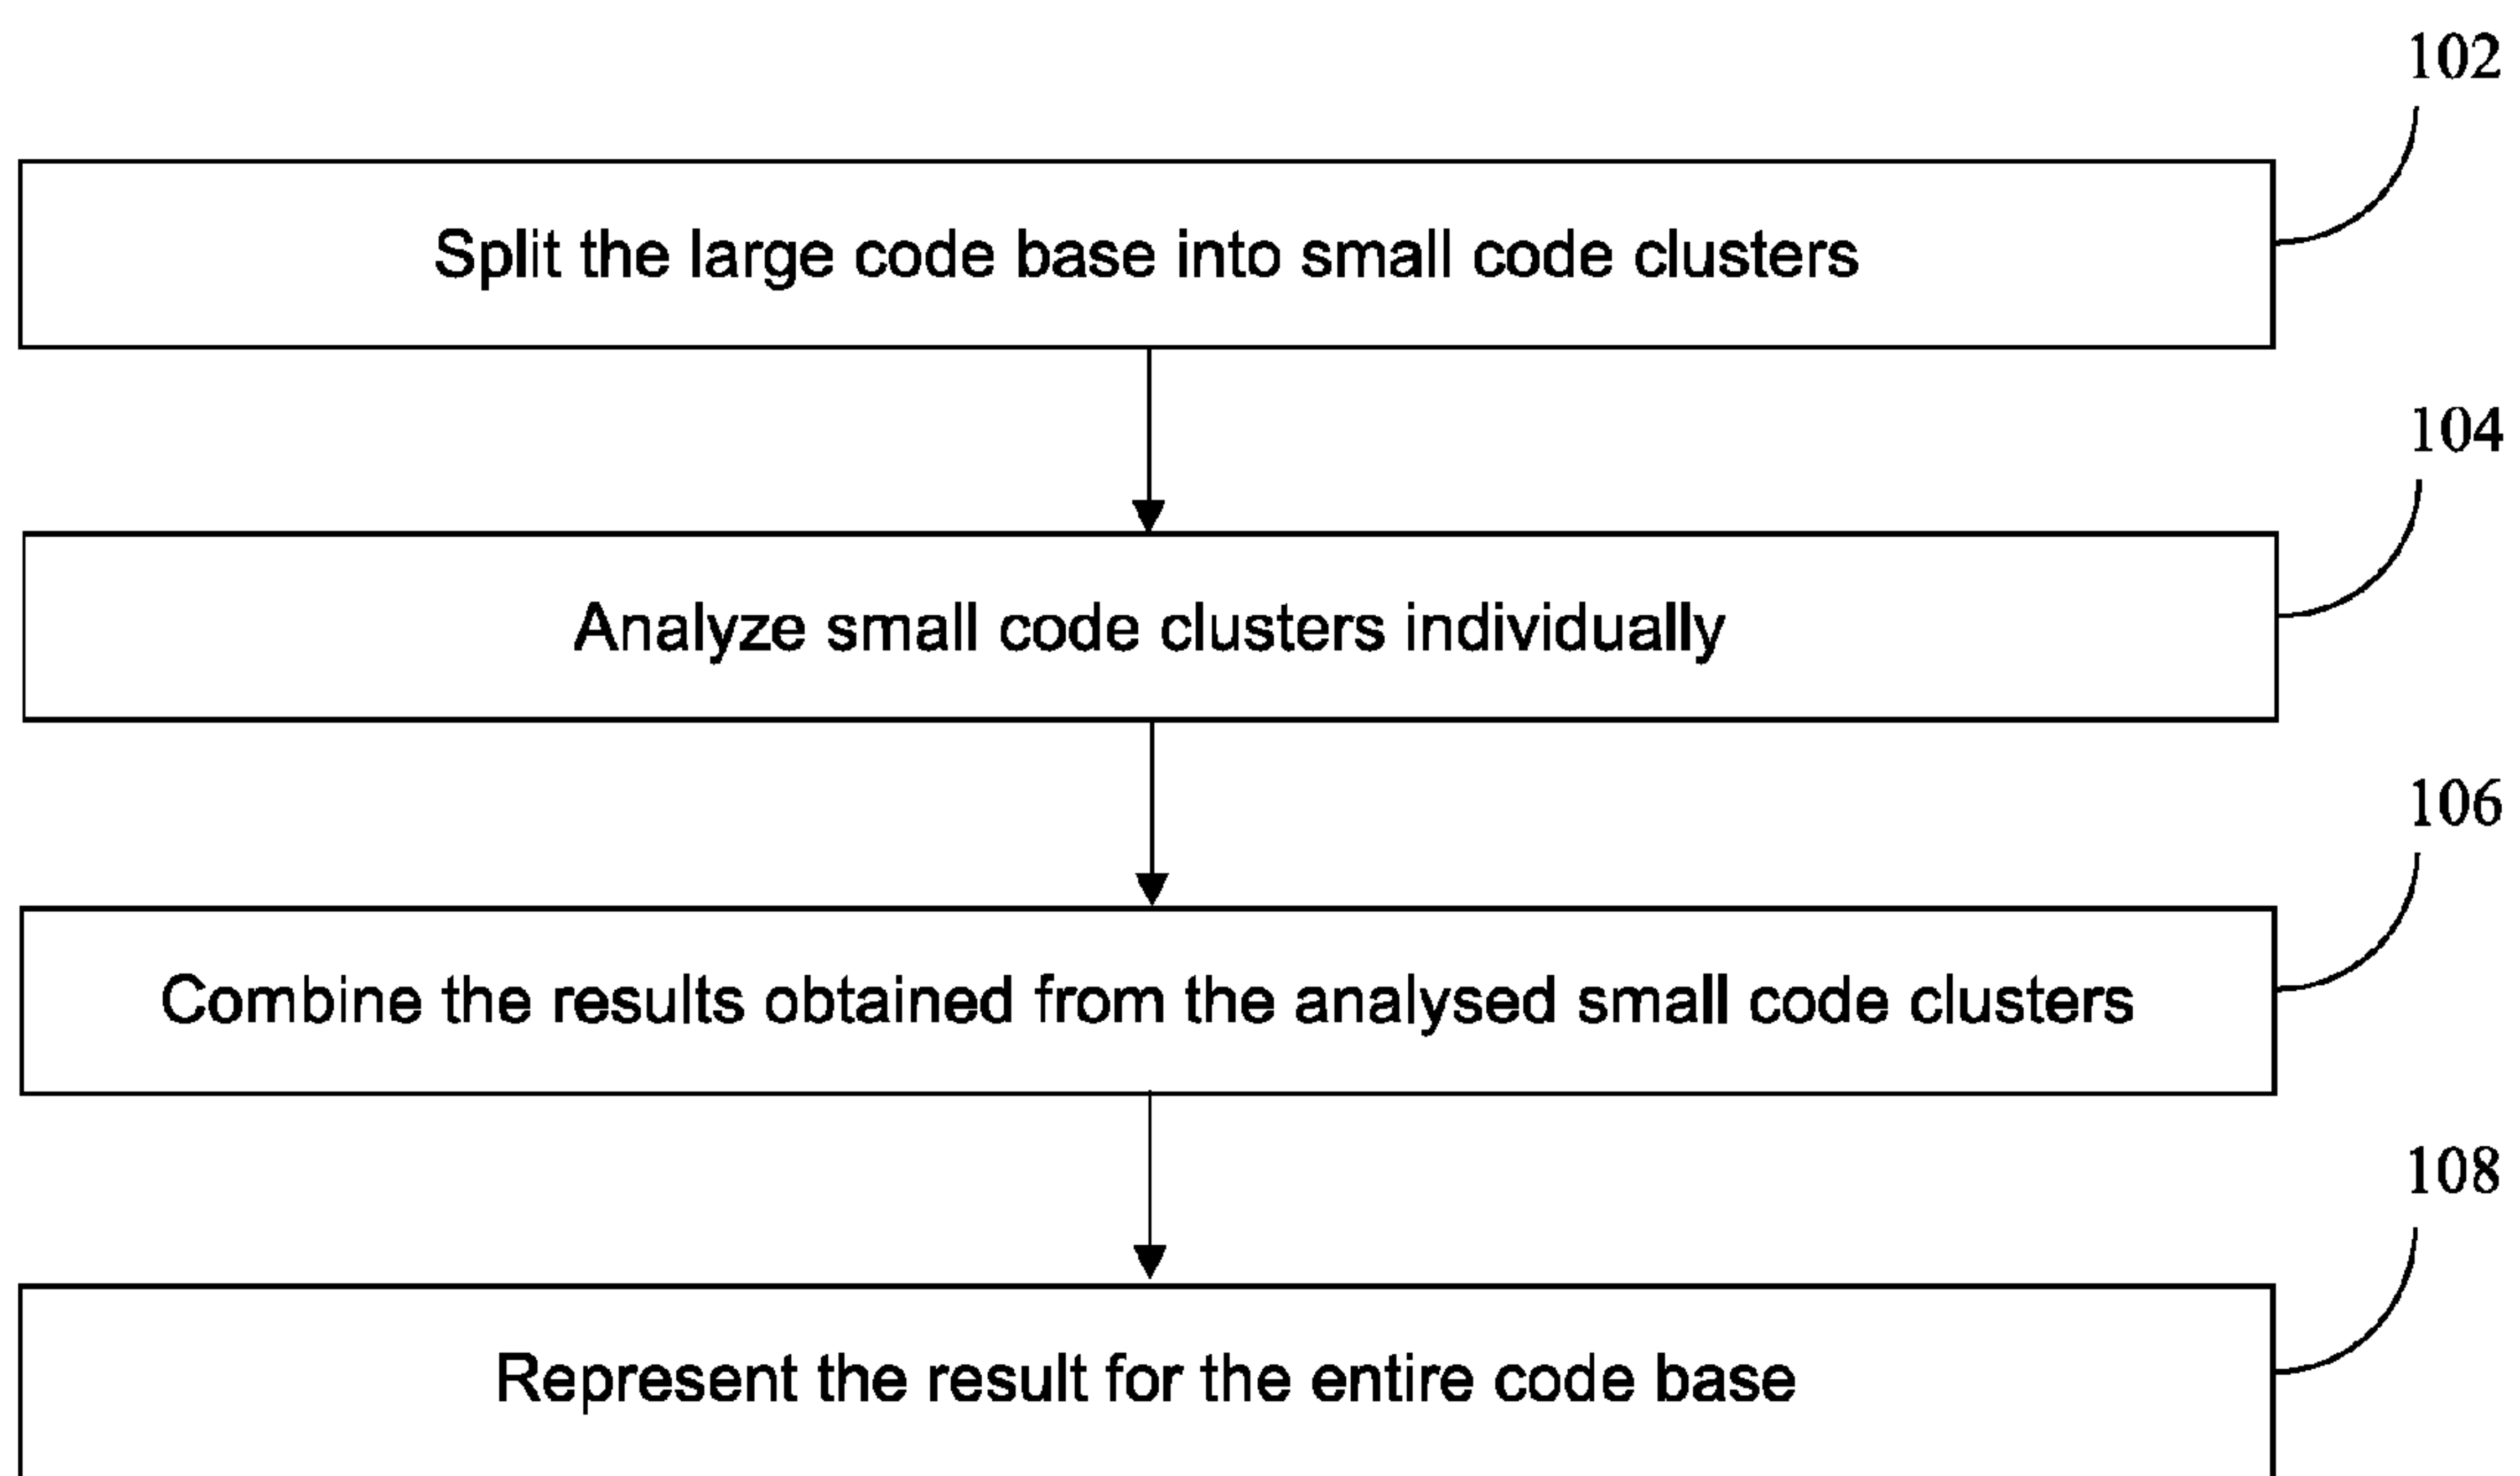 102
Split the large code base into small code clusters
104
Analyze small code clusters individually
106
Combine the results obtained from the analysed small code clusters
108
Represent the result for the entire code base